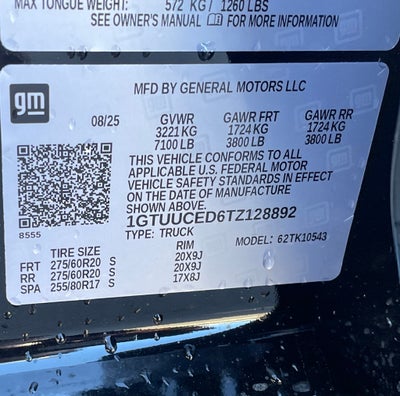 MAX TONGUE WEIGHT: 572 KG / 1260 LBS
SEE OWNER'S MANUAL FOR MORE INFORMATION
gm
MFD BY GENERAL MOTORS LLC
08/25 GVWR GAWR FRT GAWR RR
3221 KG 1724 KG 1724 KG
7100 LB 3800 LB 3800 LB
THIS VEHICLE CONFORMS TO ALL
APPLICABLE U.S. FEDERAL MOTOR
VEHICLE SAFETY STANDARDS IN EFFECT
ON THE DATE OF MANUFACTURE
SHOWN ABOVE.
1GTUUCED6TZ128892
8555 TYPE: TRUCK MODEL: 62TK10543
TIRE SIZE RIM
FRT 275/60R20 S 20X9J
RR 275/60R20 S 20X9J
SPA 255/80R17 S 17X8J